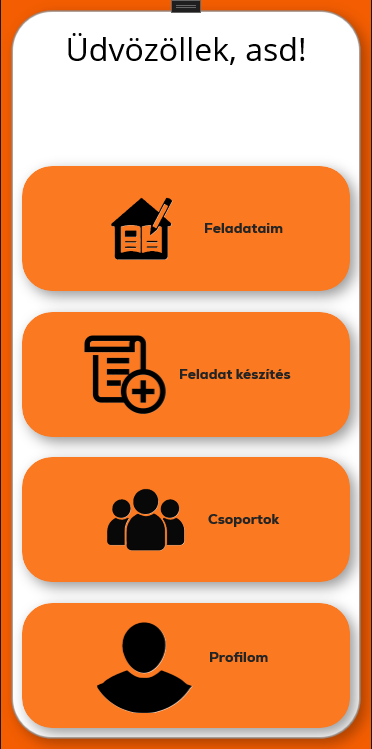 Üdvözöllek, asd!
Feladataim
Feladat készítés
Csoportok
Profilom